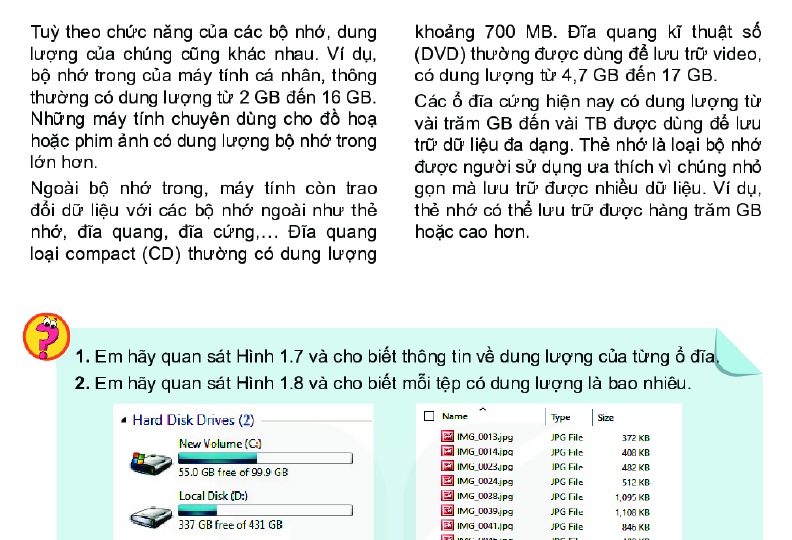 Tuỳ theo chức năng của các bộ nhớ, dung
lượng của chúng cũng khác nhau. Ví dụ,
bộ nhớ trong của máy tính cá nhân, thông
thường có dung lượng từ 2 GB đến 16 GB.
Những máy tính chuyên dùng cho đồ hoạ
hoặc phim ảnh có dung lượng bộ nhớ trong
lớn hơn.
Ngoài bộ nhớ trong, máy tính còn trao
đổi dữ liệu với các bộ nhớ ngoài như thẻ
nhớ, đĩa quang, đĩa cứng,… Đĩa quang
loại compact (CD) thường có dung lượng
khoảng 700 MB. Đĩa quang kĩ thuật số
(DVD) thường được dùng để lưu trữ video,
có dung lượng từ 4,7 GB đến 17 GB.
Các ổ đĩa cứng hiện nay có dung lượng từ
vài trăm GB đến vài TB được dùng để lưu
trữ dữ liệu đa dạng. Thẻ nhớ là loại bộ nhớ
được người sử dụng ưa thích vì chúng nhỏ
gọn mà lưu trữ được nhiều dữ liệu. Ví dụ,
thẻ nhớ có thể lưu trữ được hàng trăm GB
hoặc cao hơn.
?
1. Em hãy quan sát Hình 1.7 và cho biết thông tin về dung lượng của từng ổ đĩa.
2. Em hãy quan sát Hình 1.8 và cho biết mỗi tệp có dung lượng là bao nhiêu.
Hard Disk Drives (2)
New Volume (C:)
55.0 GB free of 99.9 GB
Local Disk (D:)
337 GB free of 431 GB
Name Type Size
IMG_0013.jpg JPG File 372 KB
IMG_0014.jpg JPG File 408 KB
IMG_0023.jpg JPG File 482 KB
IMG_0024.jpg JPG File 512 KB
IMG_0038.jpg JPG File 1,095 KB
IMG_0039.jpg JPG File 1,108 KB
IMG_0041.jpg JPG File 846 KB